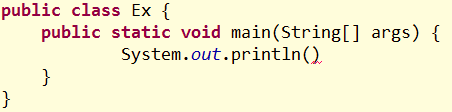 public class Ex {
    public static void main(String[] args) {
            System.out.println()
    }
}